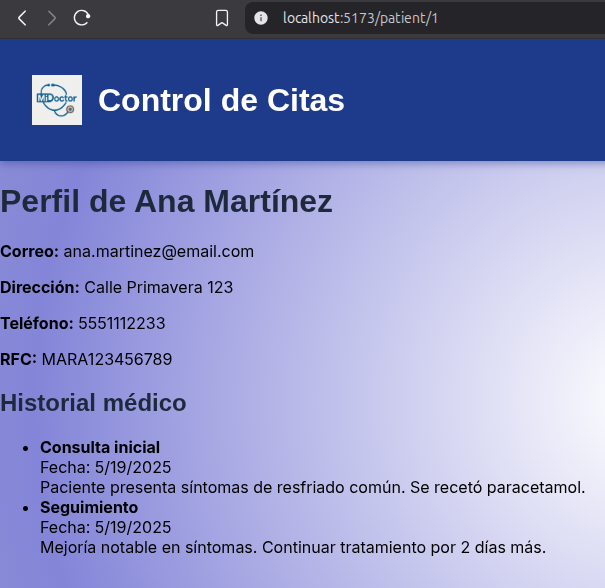 localhost:5173/patient/1
MiDoctor
Control de Citas
Perfil de Ana Martínez
Correo: ana.martinez@email.com
Dirección: Calle Primavera 123
Teléfono: 5551112233
RFC: MARA123456789
Historial médico
Consulta inicial
Fecha: 5/19/2025
Paciente presenta síntomas de resfriado común. Se recetó paracetamol.
Seguimiento
Fecha: 5/19/2025
Mejoría notable en síntomas. Continuar tratamiento por 2 días más.